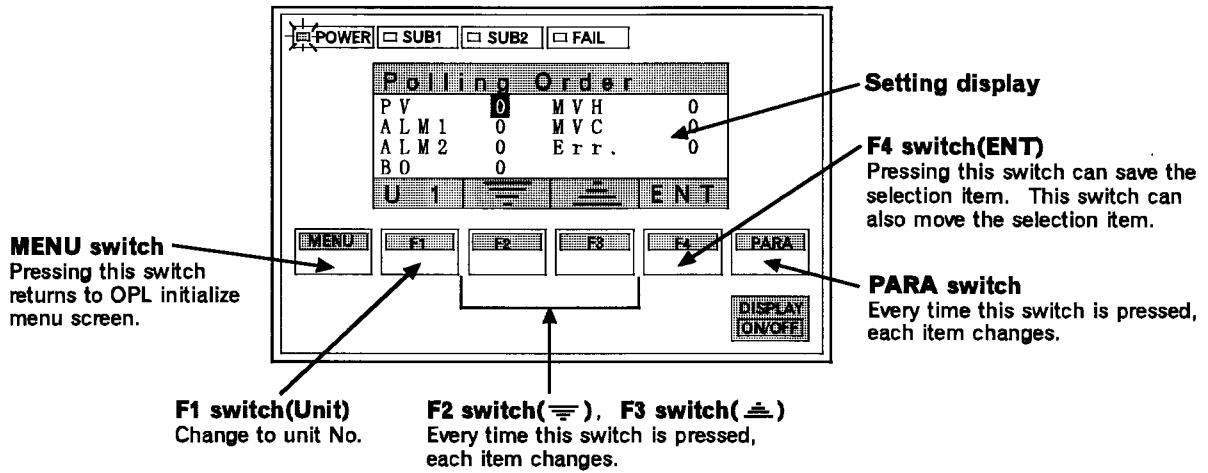 POWER SUB1 SUB2 FAIL
Polling Order
PV 0 MVH 0
ALM1 0 MVC 0
ALM2 0 Err. 0
BO 0
U 1 ENT
MENU F1 F2 F3 F4 PARA
DISPLAY
ON/OFF
Setting display
F4 switch(ENT)
Pressing this switch can save the
selection item. This switch can
also move the selection item.
MENU switch
Pressing this switch
returns to OPL initialize
menu screen.
PARA switch
Every time this switch is pressed,
each item changes.
F1 switch(Unit)
Change to unit No.
F2 switch( ), F3 switch( )
Every time this switch is pressed,
each item changes.